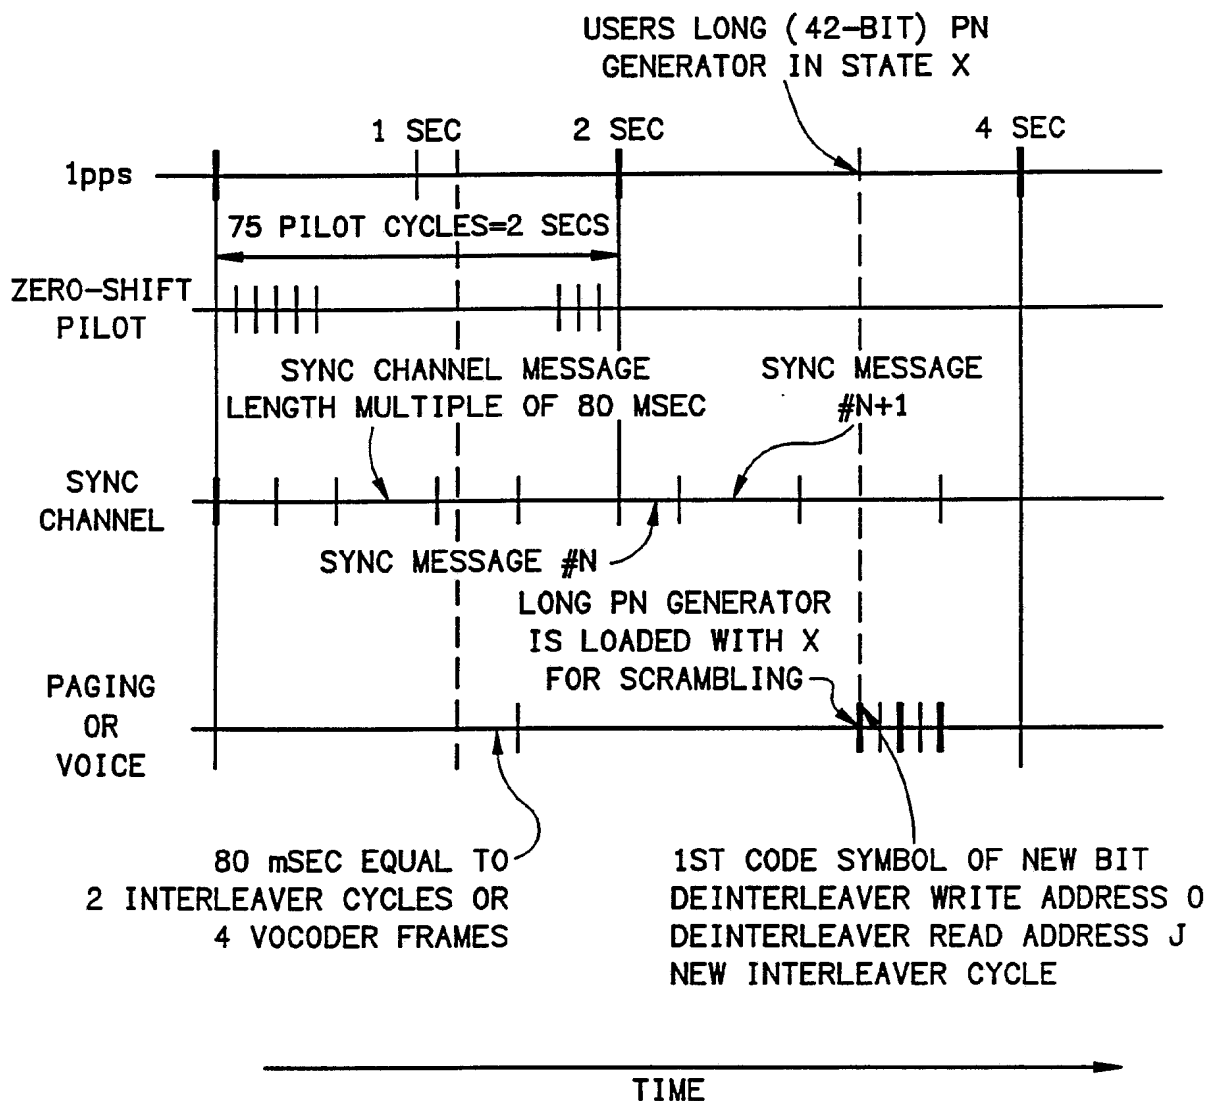 USERS LONG (42-BIT) PN
GENERATOR IN STATE X
1 SEC
2 SEC
4 SEC
1pps
75 PILOT CYCLES=2 SECS
ZERO-SHIFT
PILOT
SYNC CHANNEL MESSAGE
LENGTH MULTIPLE OF 80 MSEC
SYNC MESSAGE
#N+1
SYNC
CHANNEL
SYNC MESSAGE #N
LONG PN GENERATOR
IS LOADED WITH X
FOR SCRAMBLING
PAGING
OR
VOICE
80 mSEC EQUAL TO
2 INTERLEAVER CYCLES OR
4 VOCODER FRAMES
1ST CODE SYMBOL OF NEW BIT
DEINTERLEAVER WRITE ADDRESS 0
DEINTERLEAVER READ ADDRESS J
NEW INTERLEAVER CYCLE
TIME